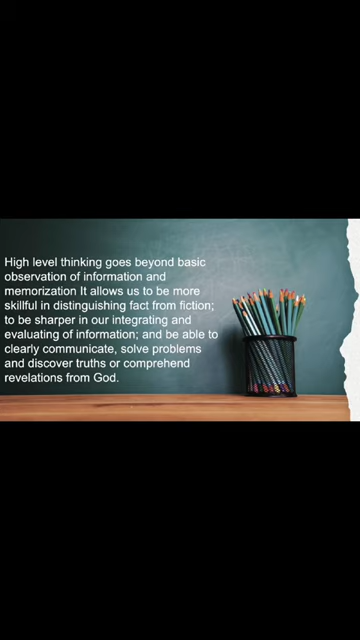 High level thinking goes beyond basic
observation of information and
memorization It allows us to be more
skillful in distinguishing fact from fiction;
to be sharper in our integrating and
evaluating of information; and be able to
clearly communicate, solve problems
and discover truths or comprehend
revelations from God.